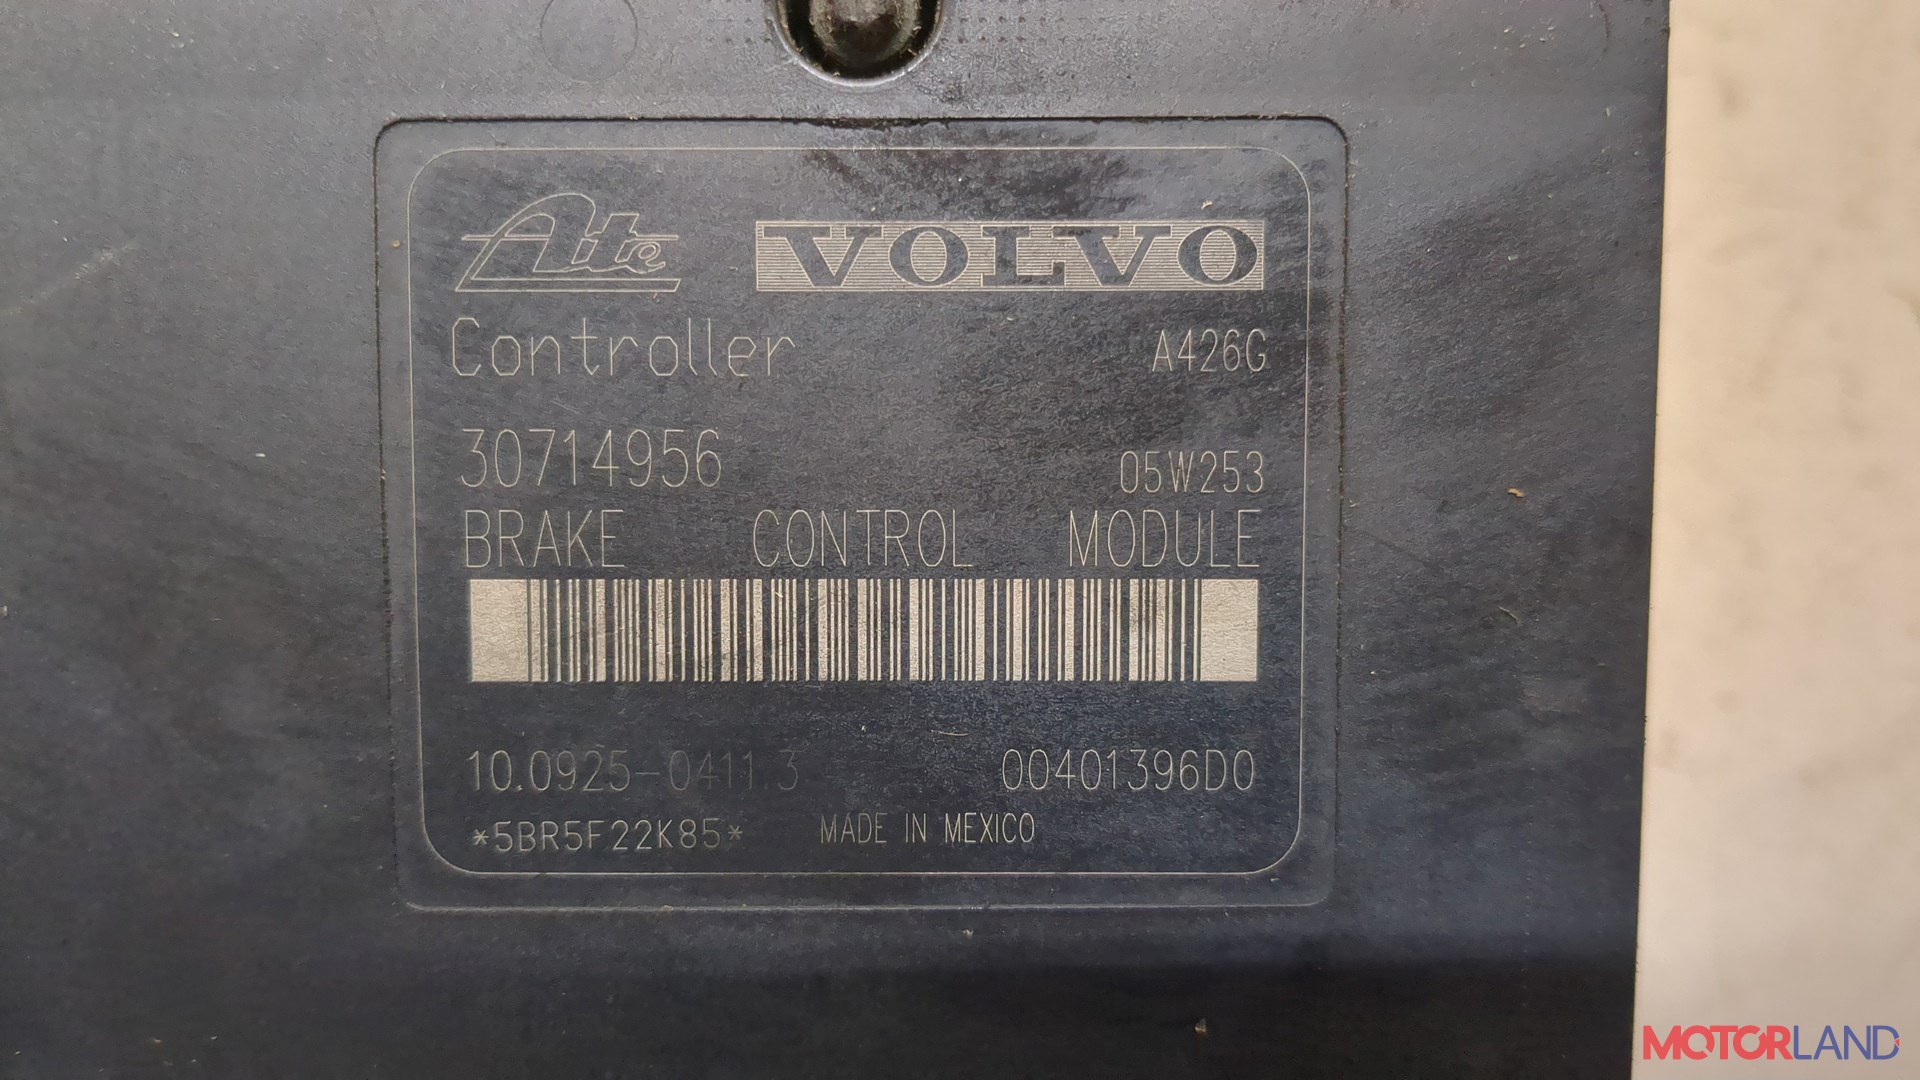 Ate VOLVO
Controller A426G
30714956 05W253
BRAKE CONTROL MODULE
10.0925-0411.3 00401396D0
*5BR5F22K85* MADE IN MEXICO
MOTORLAND